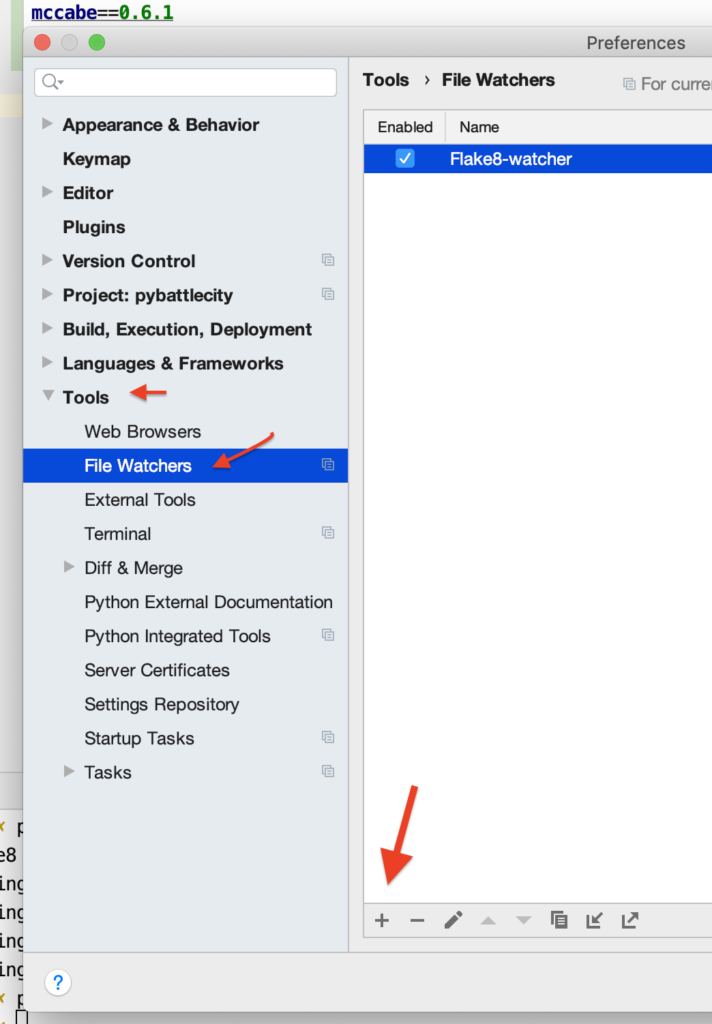 mccabe==0.6.1
Preferences
Tools › File Watchers
For curre
Enabled
Name
Flake8-watcher
Appearance & Behavior
Keymap
Editor
Plugins
Version Control
Project: pybattlecity
Build, Execution, Deployment
Languages & Frameworks
Tools
Web Browsers
File Watchers
External Tools
Terminal
Diff & Merge
Python External Documentation
Python Integrated Tools
Server Certificates
Settings Repository
Startup Tasks
Tasks
p
e8
ing
ing
ing
ing
p
?